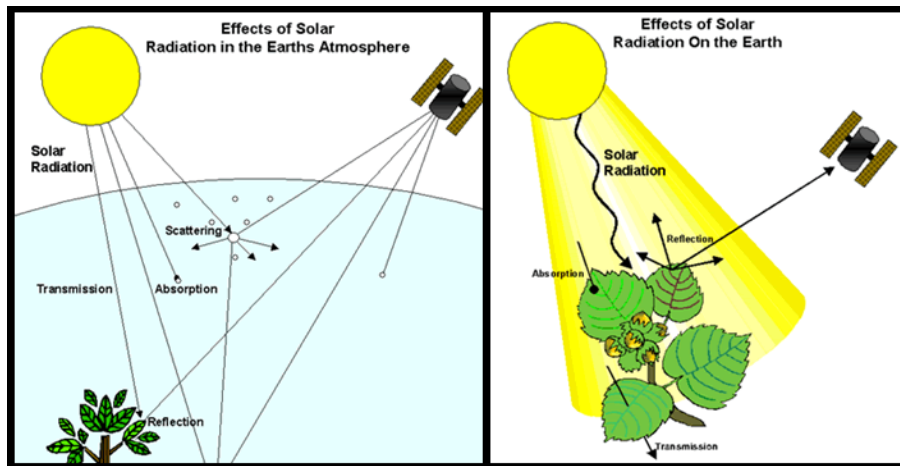 Effects of Solar
Radiation in the Earths Atmosphere
Solar
Radiation
Scattering
Transmission
Absorption
Reflection
Effects of Solar
Radiation On the Earth
Solar
Radiation
Reflection
Absorption
Transmission